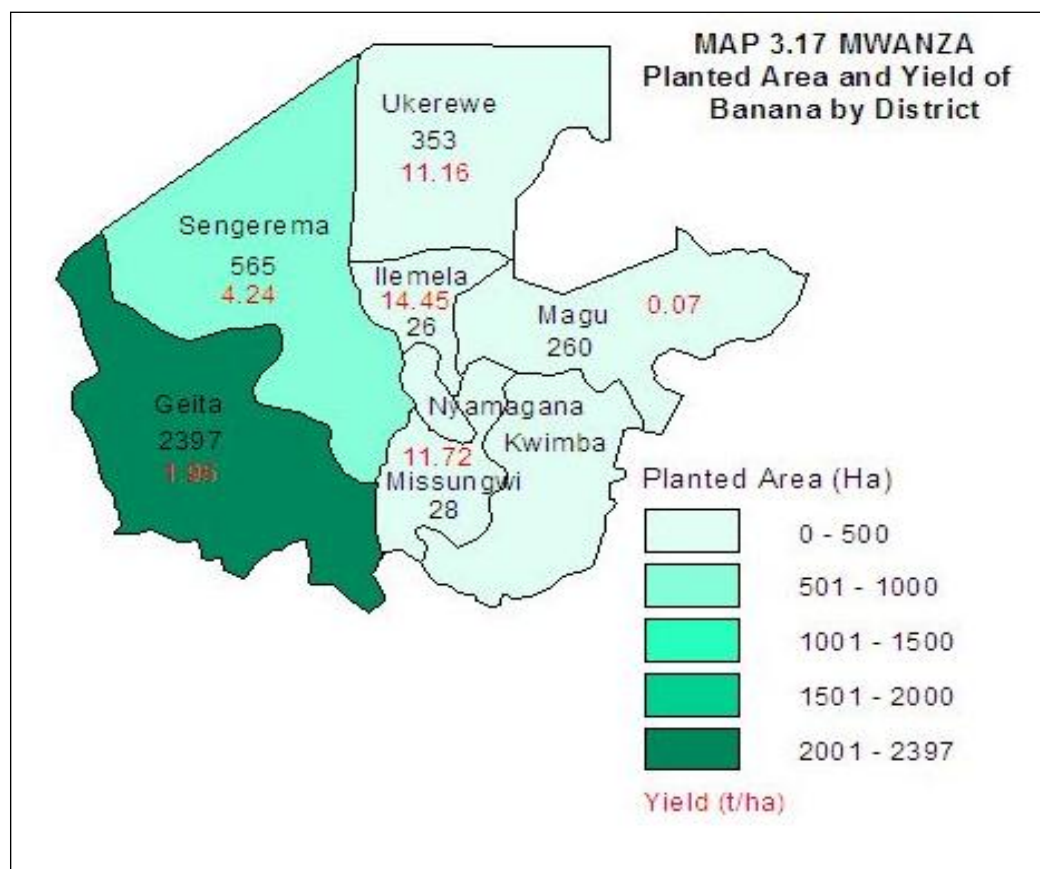 MAP 3.17 MWANZA
Planted Area and Yield of
Banana by District
Ukerewe
353
11.16
Sengerema
565
4.24
Ilemela
14.45
26
Magu
260
0.07
Geita
2397
1.95
Nyamagana
Kwimba
11.72
Missungwi
28
Planted Area (Ha)
0 - 500
501 - 1000
1001 - 1500
1501 - 2000
2001 - 2397
Yield (t/ha)